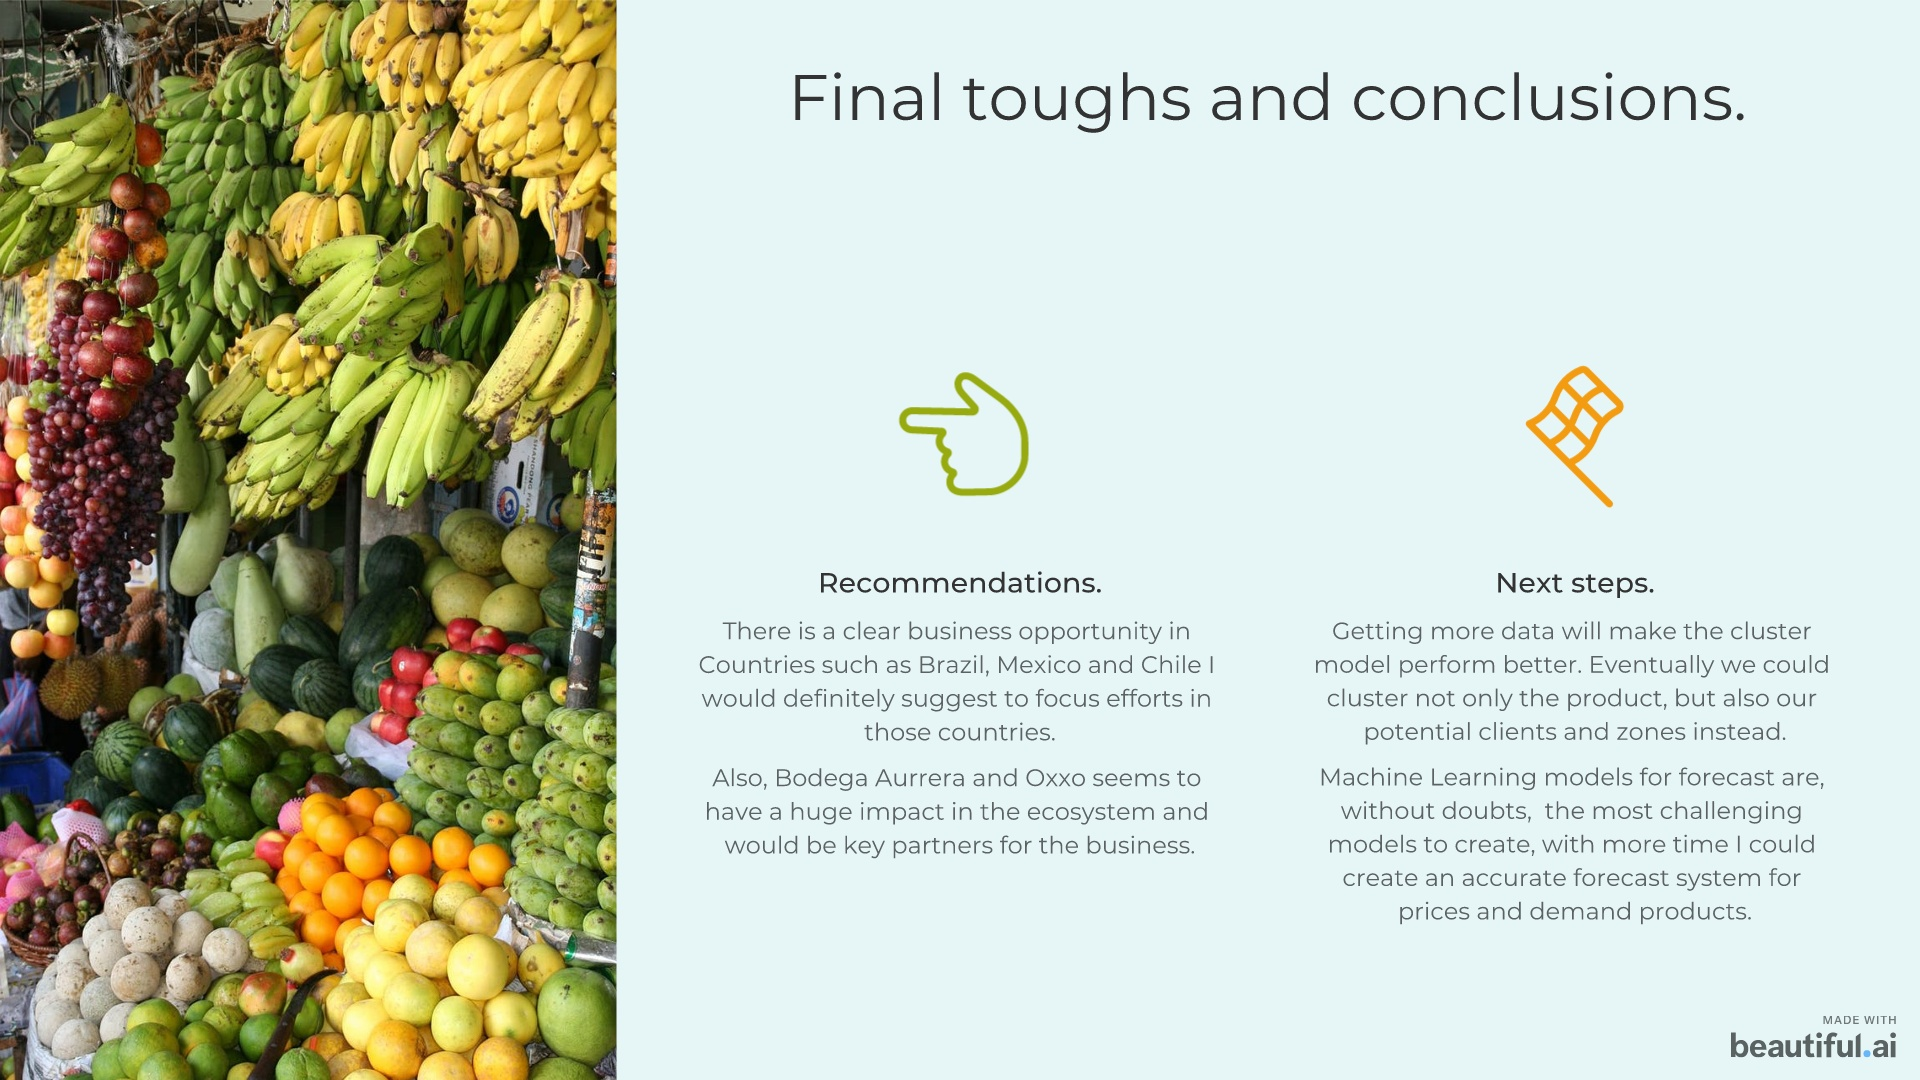 Final toughs and conclusions.
Recommendations.
There is a clear business opportunity in
Countries such as Brazil, Mexico and Chile I
would definitely suggest to focus efforts in
those countries.
Also, Bodega Aurrera and Oxxo seems to
have a huge impact in the ecosystem and
would be key partners for the business.
Next steps.
Getting more data will make the cluster
model perform better. Eventually we could
cluster not only the product, but also our
potential clients and zones instead.
Machine Learning models for forecast are,
without doubts,  the most challenging
models to create, with more time I could
create an accurate forecast system for
prices and demand products.
MADE WITH
beautiful.ai